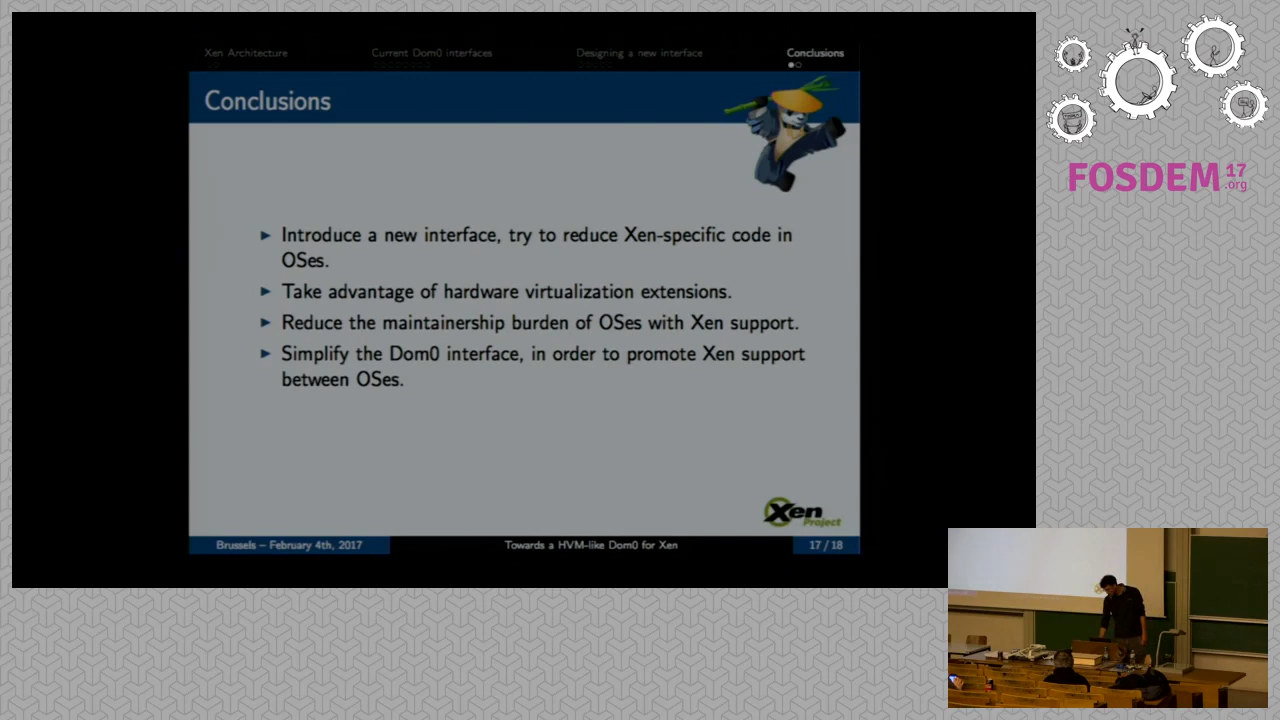 Xen Architecture
Current Dom0 interfaces
Designing a new interface
Conclusions
Conclusions
Introduce a new interface, try to reduce Xen-specific code in
OSes.
Take advantage of hardware virtualization extensions.
Reduce the maintainership burden of OSes with Xen support.
Simplify the Dom0 interface, in order to promote Xen support
between OSes.
Xen
Project
Brussels – February 4th, 2017
Towards a HVM-like Dom0 for Xen
17 / 18
FOSDEM 17
.org